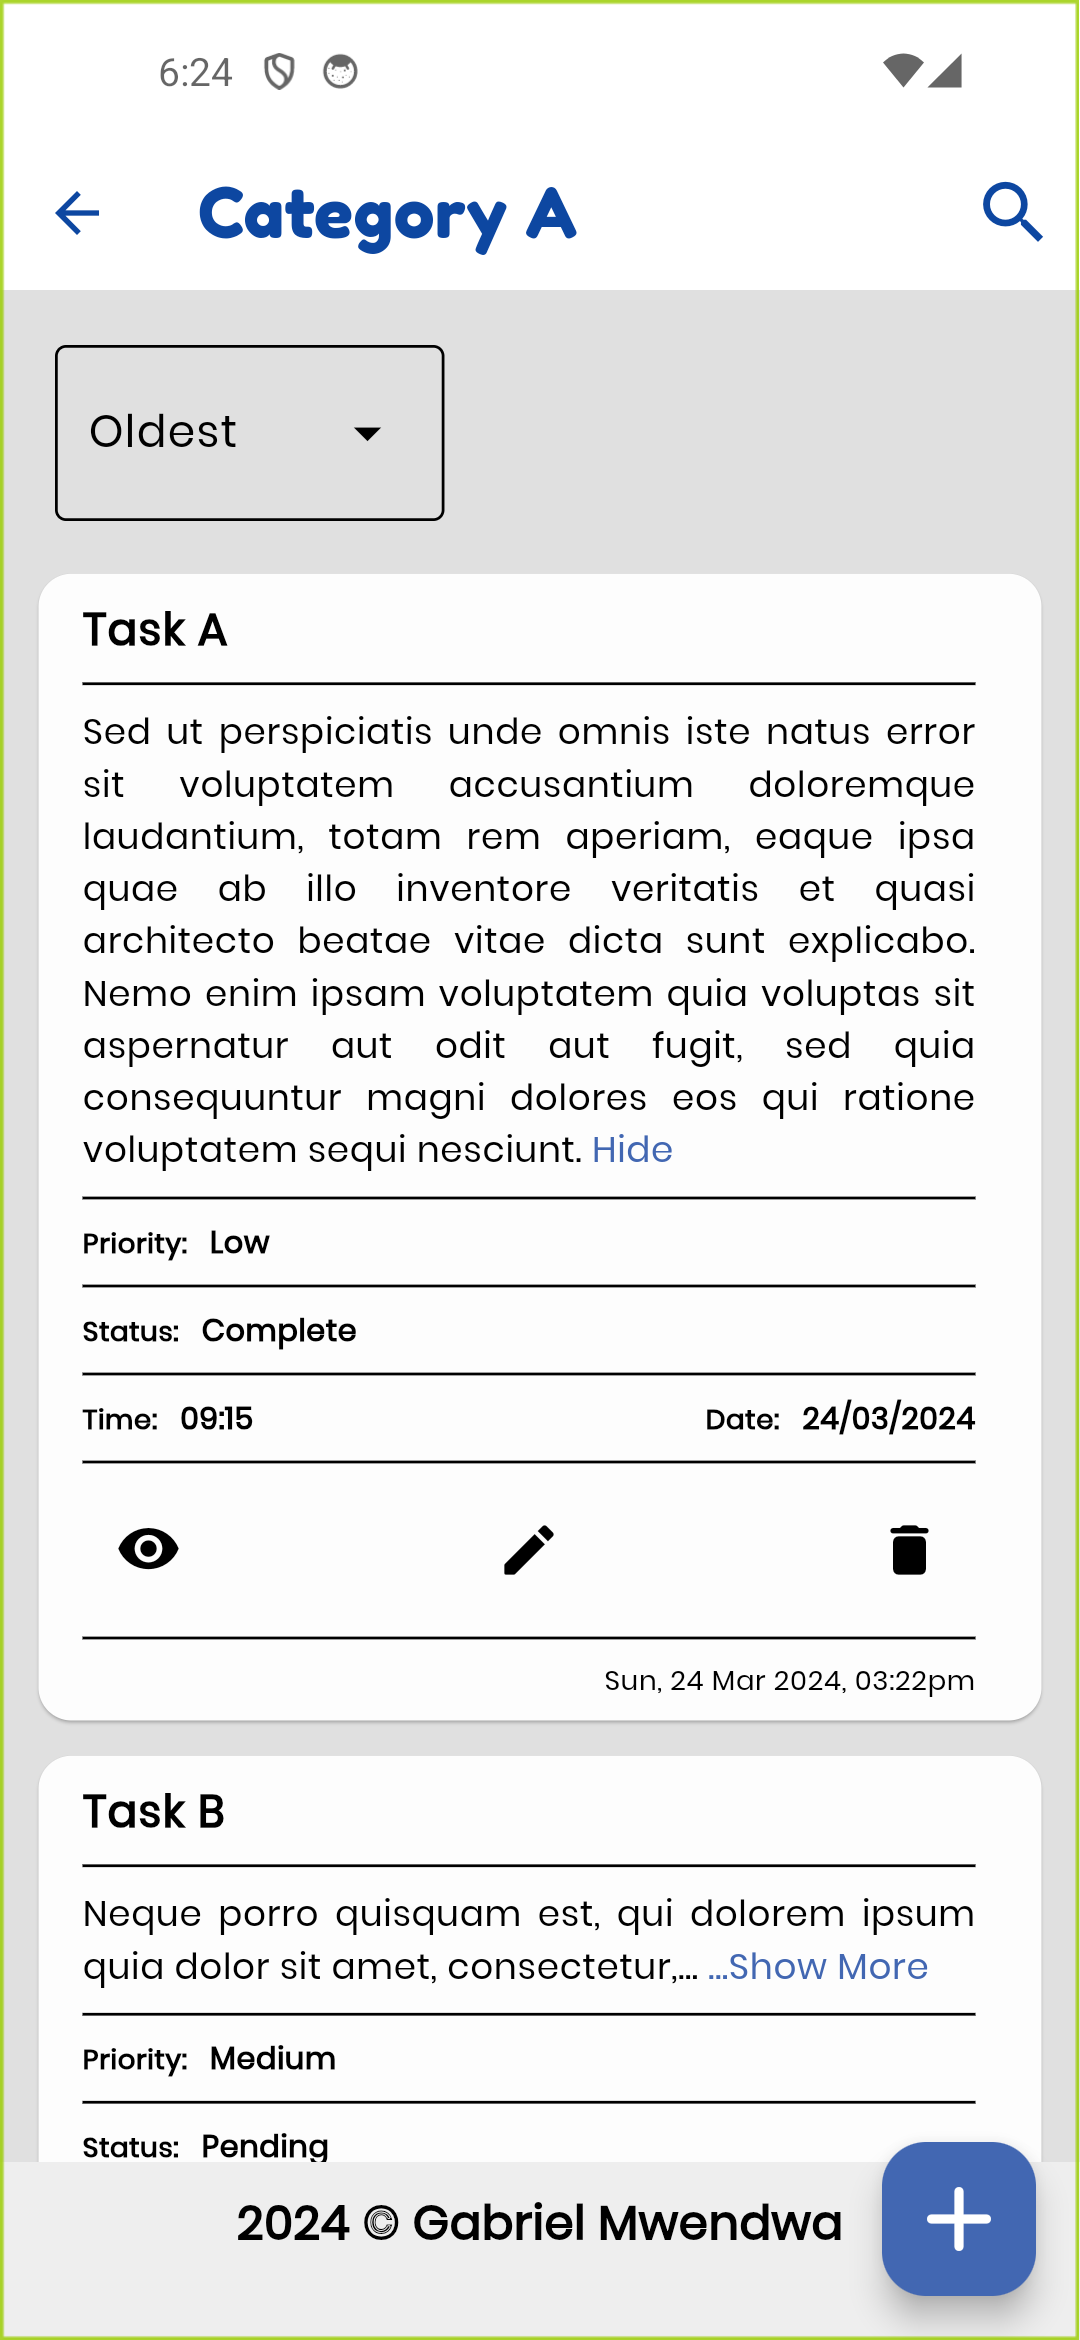 6:24
Category A
Oldest
Task A
Sed ut perspiciatis unde omnis iste natus error
sit voluptatem accusantium doloremque
laudantium, totam rem aperiam, eaque ipsa
quae ab illo inventore veritatis et quasi
architecto beatae vitae dicta sunt explicabo.
Nemo enim ipsam voluptatem quia voluptas sit
aspernatur aut odit aut fugit, sed quia
consequuntur magni dolores eos qui ratione
voluptatem sequi nesciunt. Hide
Priority: Low
Status: Complete
Time: 09:15 Date: 24/03/2024
Sun, 24 Mar 2024, 03:22pm
Task B
Neque porro quisquam est, qui dolorem ipsum
quia dolor sit amet, consectetur,... ...Show More
Priority: Medium
Status: Pending
2024 © Gabriel Mwendwa